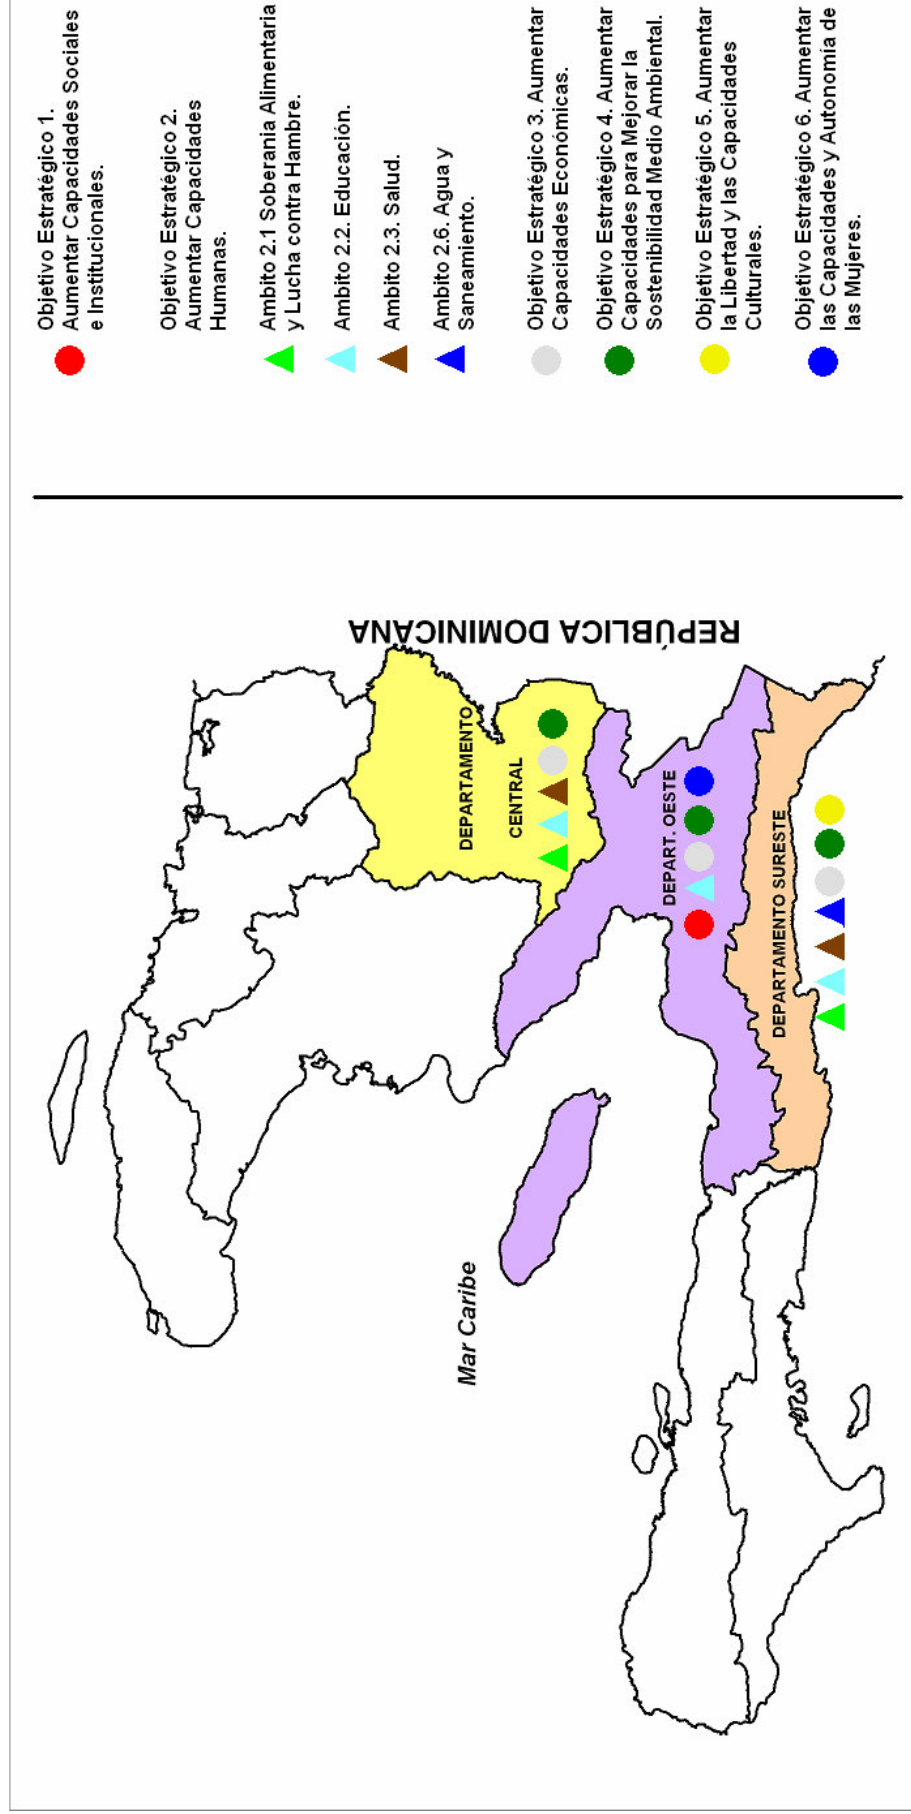 Objetivo Estratégico 1.
Aumentar Capacidades Sociales
e Institucionales.
Objetivo Estratégico 2.
Aumentar Capacidades
Humanas.
Ambito 2.1 Soberania Alimentaria
y Lucha contra Hambre.
Ambito 2.2. Educación.
Ambito 2.3. Salud.
Ambito 2.6. Agua y
Saneamiento.
Objetivo Estratégico 3. Aumentar
Capacidades Económicas.
Objetivo Estratégico 4. Aumentar
Capacidades para Mejorar la
Sostenibilidad Medio Ambiental.
Objetivo Estratégico 5. Aumentar
la Libertad y las Capacidades
Culturales.
Objetivo Estratégico 6. Aumentar
las Capacidades y Autonomía de
las Mujeres.
REPÚBLICA DOMINICANA
DEPARTAMENTO
CENTRAL
DEPART. OESTE
DEPARTAMENTO SURESTE
Mar Caribe